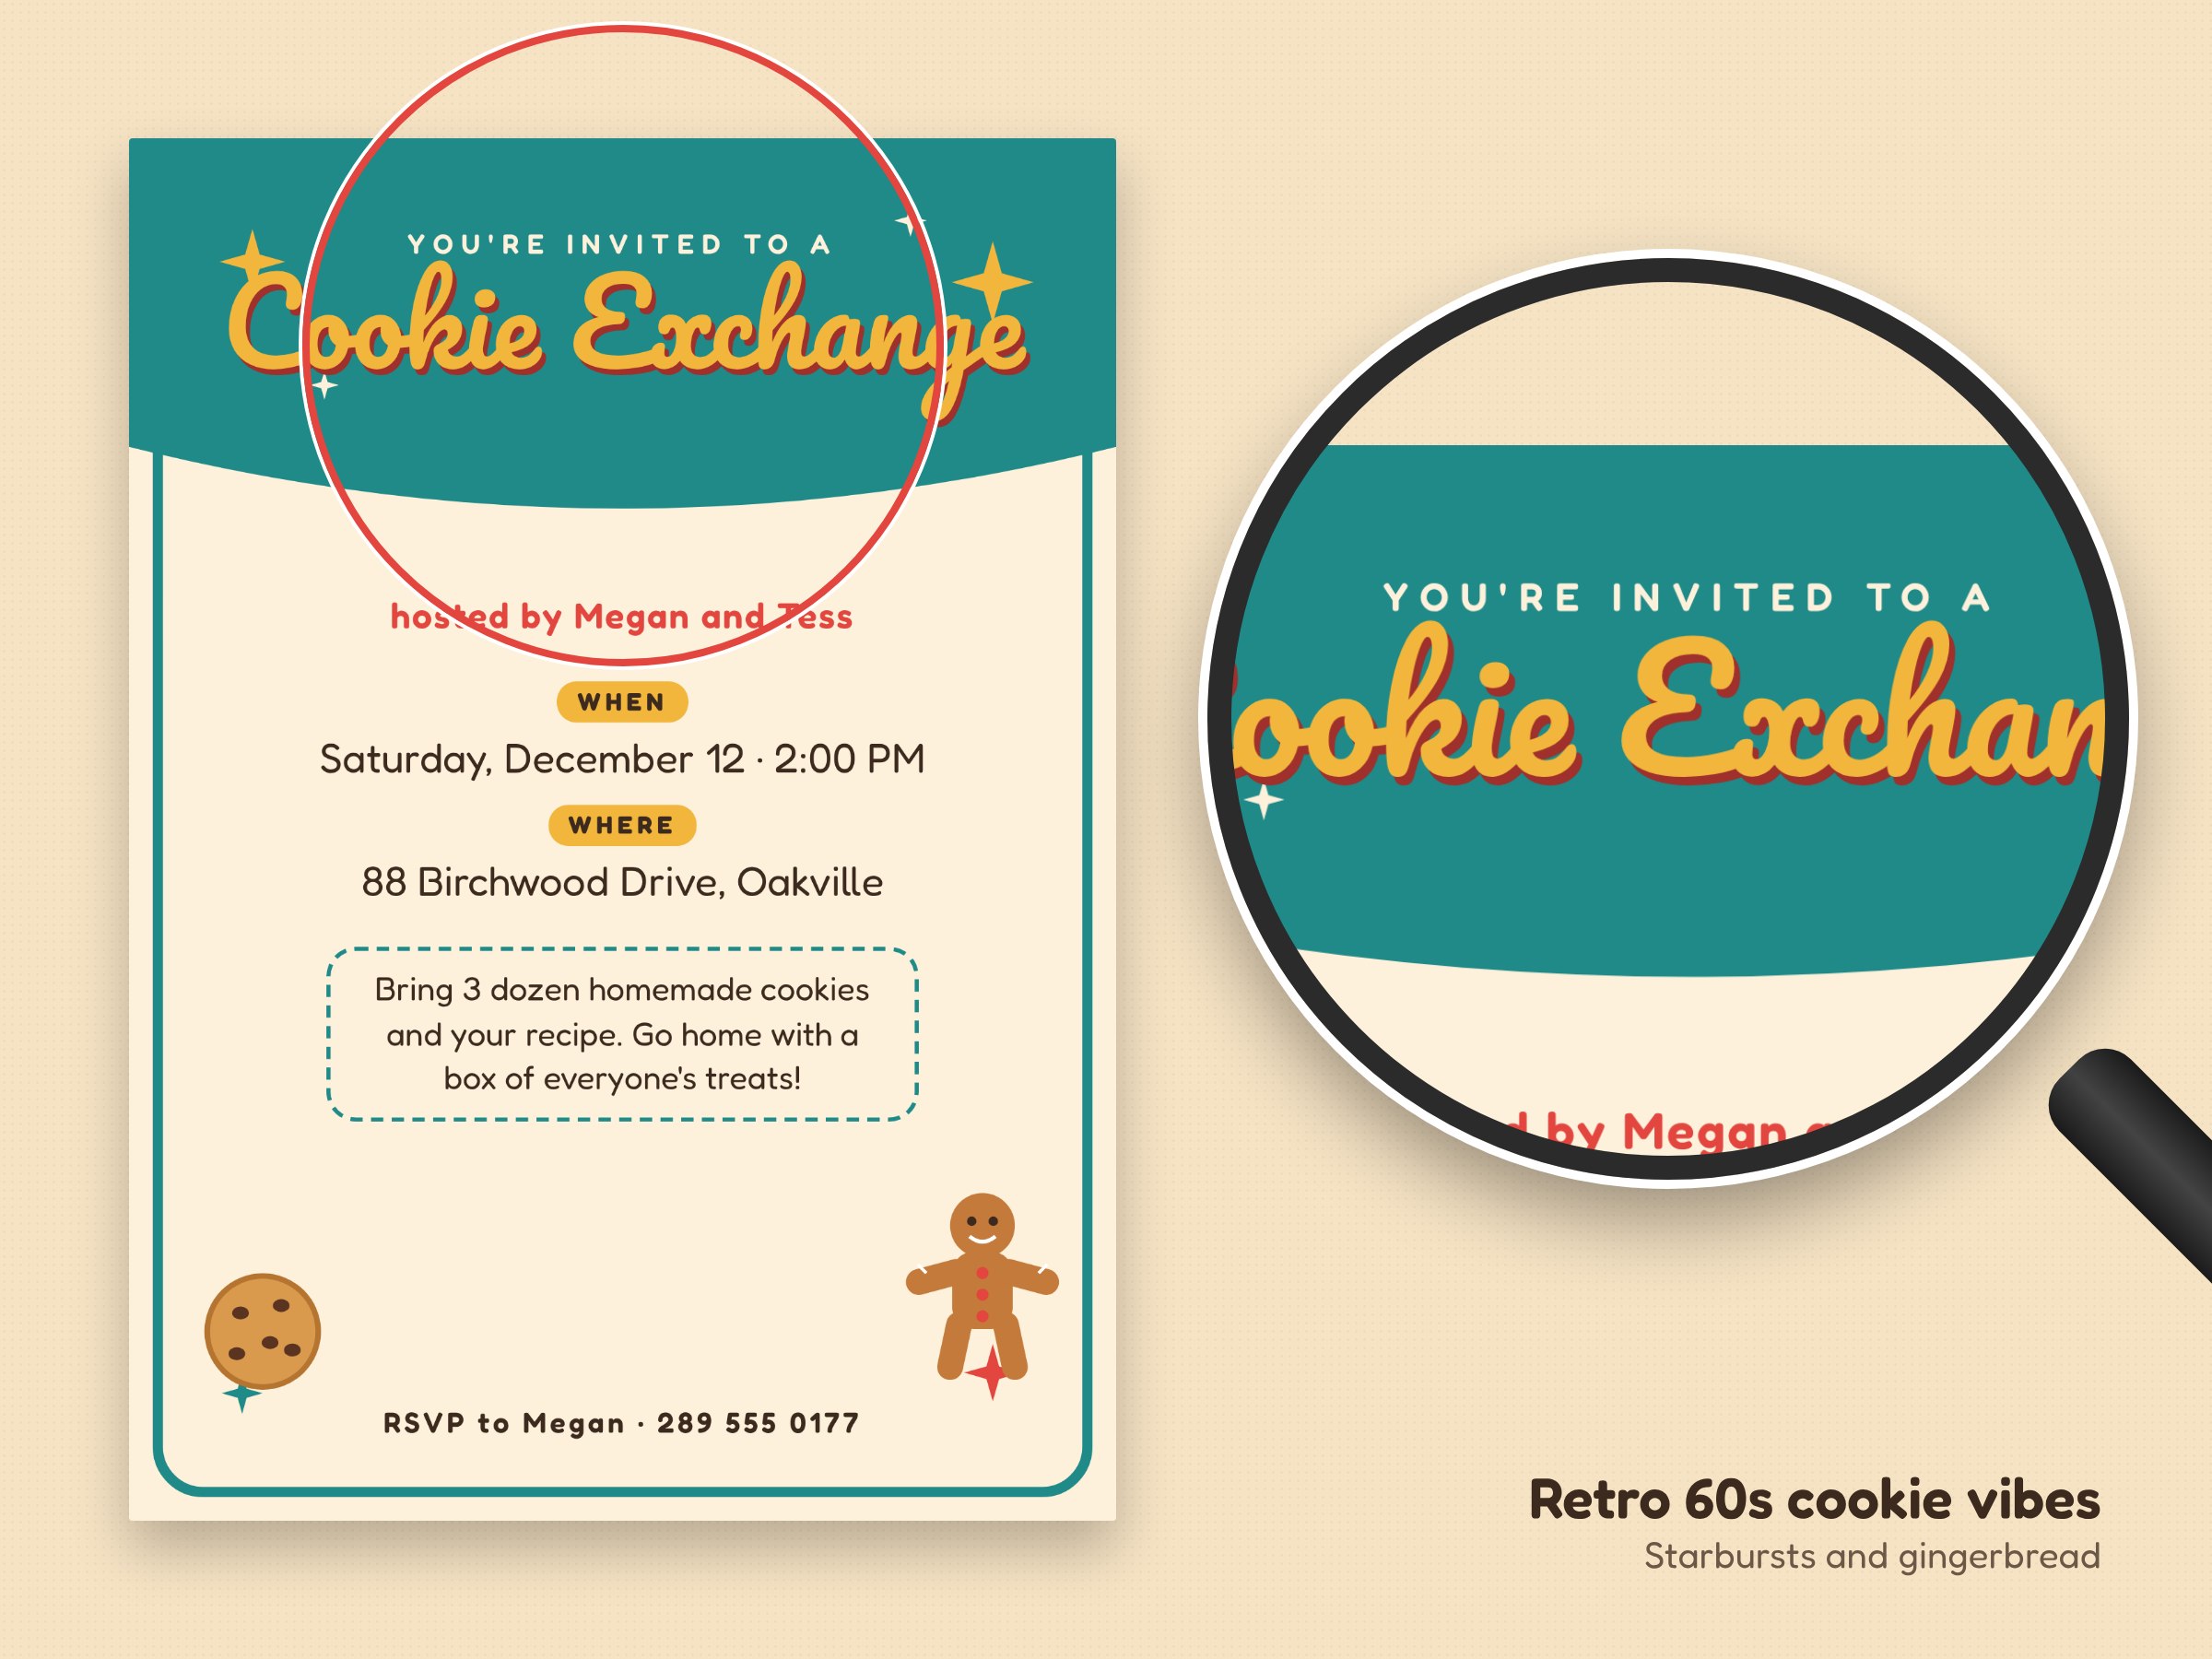 YOU'RE INVITED TO A
Cookie Exchange
hosted by Megan and Tess
WHEN
Saturday, December 12 · 2:00 PM
WHERE
88 Birchwood Drive, Oakville
Bring 3 dozen homemade cookies
and your recipe. Go home with a
box of everyone's treats!
RSVP to Megan · 289 555 0177
YOU'RE INVITED TO A
ookie Exchan
d by Megan a
Retro 60s cookie vibes
Starbursts and gingerbread